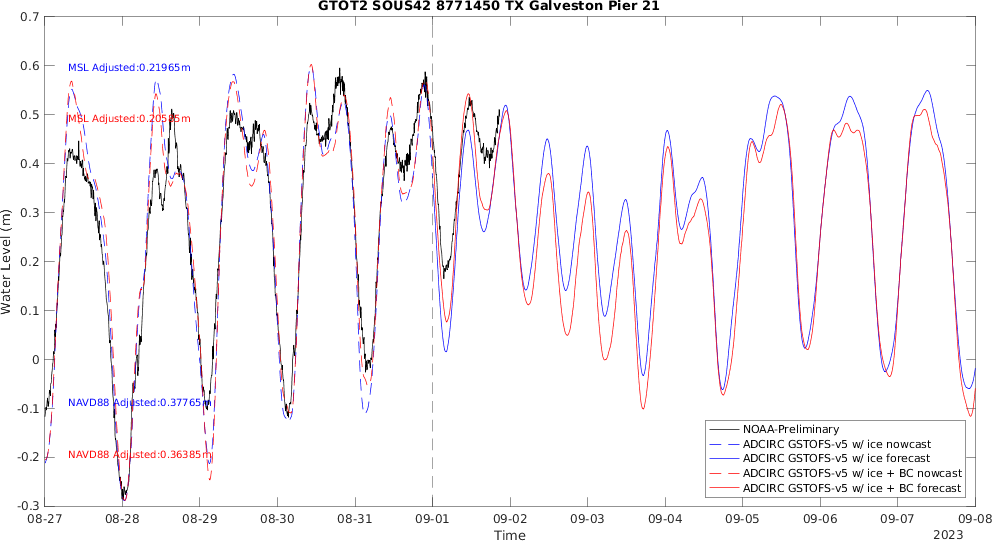 GTOT2 SOUS42 8771450 TX Galveston Pier 21
0.7
0.6
0.5
0.4
0.3
0.2
0.1
0
-0.1
-0.2
-0.3
Water Level (m)
MSL Adjusted:0.21965m
MSL Adjusted:0.20585m
NAVD88 Adjusted:0.37765m
NAVD88 Adjusted:0.36385m
NOAA-Preliminary
ADCIRC GSTOFS-v5 w/ ice nowcast
ADCIRC GSTOFS-v5 w/ ice forecast
ADCIRC GSTOFS-v5 w/ ice + BC nowcast
ADCIRC GSTOFS-v5 w/ ice + BC forecast
08-27 08-28 08-29 08-30 08-31 09-01 09-02 09-03 09-04 09-05 09-06 09-07 09-08
Time
2023